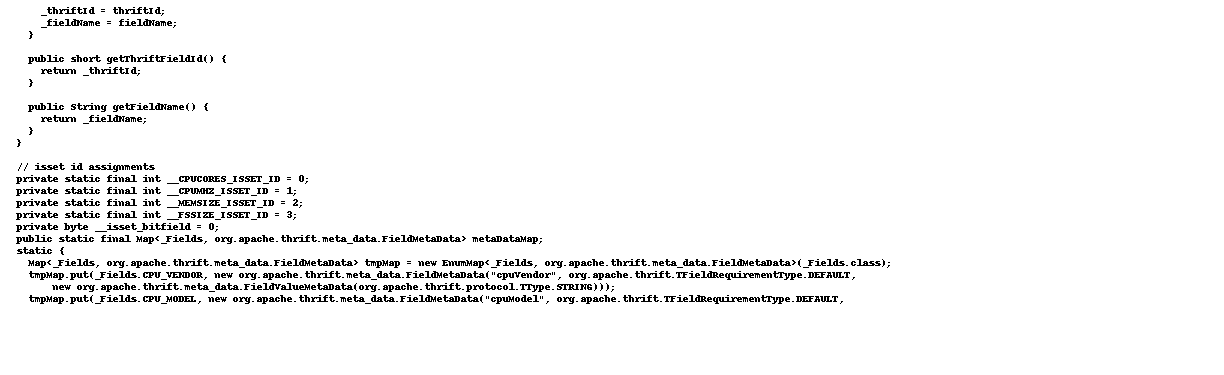 _thriftId = thriftId;
_fieldName = fieldName;
}
public short getThriftFieldId() {
return _thriftId;
}
public String getFieldName() {
return _fieldName;
}
}
// isset id assignments
private static final int __CPUCORES_ISSET_ID = 0;
private static final int __CPUMHZ_ISSET_ID = 1;
private static final int __MEMSIZE_ISSET_ID = 2;
private static final int __FSSIZE_ISSET_ID = 3;
private byte __isset_bitfield = 0;
public static final Map<_Fields, org.apache.thrift.meta_data.FieldMetaData> metaDataMap;
static {
Map<_Fields, org.apache.thrift.meta_data.FieldMetaData> tmpMap = new EnumMap<_Fields, org.apache.thrift.meta_data.FieldMetaData>(_Fields.class);
tmpMap.put(_Fields.CPU_VENDOR, new org.apache.thrift.meta_data.FieldMetaData("cpuVendor", org.apache.thrift.TFieldRequirementType.DEFAULT,
new org.apache.thrift.meta_data.FieldValueMetaData(org.apache.thrift.protocol.TType.STRING)));
tmpMap.put(_Fields.CPU_MODEL, new org.apache.thrift.meta_data.FieldMetaData("cpuModel", org.apache.thrift.TFieldRequirementType.DEFAULT,